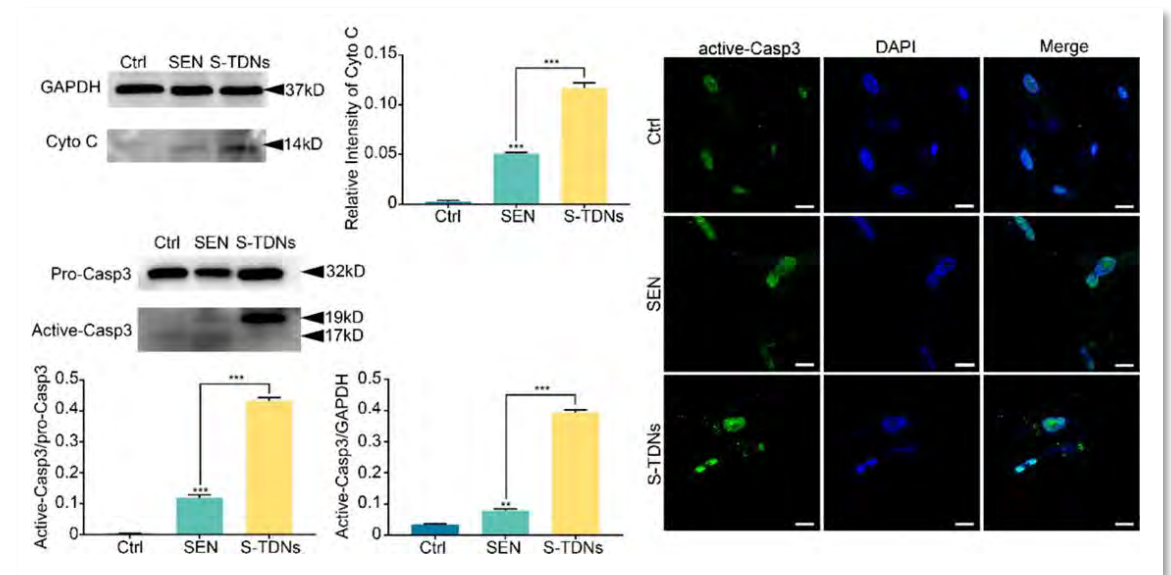 Ctrl SEN S-TDNs
GAPDH
37kD
Cyto C
14kD
Relative Intensity of Cyto C
0.15
0.10
0.05
0
***
***
Ctrl SEN S-TDNs
Ctrl SEN S-TDNs
Pro-Casp3
32kD
Active-Casp3
19kD
17kD
Active-Casp3/pro-Casp3
0.5
0.4
0.3
0.2
0.1
0
***
***
Ctrl SEN S-TDNs
Active-Casp3/GAPDH
0.5
0.4
0.3
0.2
0.1
0
**
***
Ctrl SEN S-TDNs
active-Casp3 DAPI Merge
Ctrl
SEN
S-TDNs